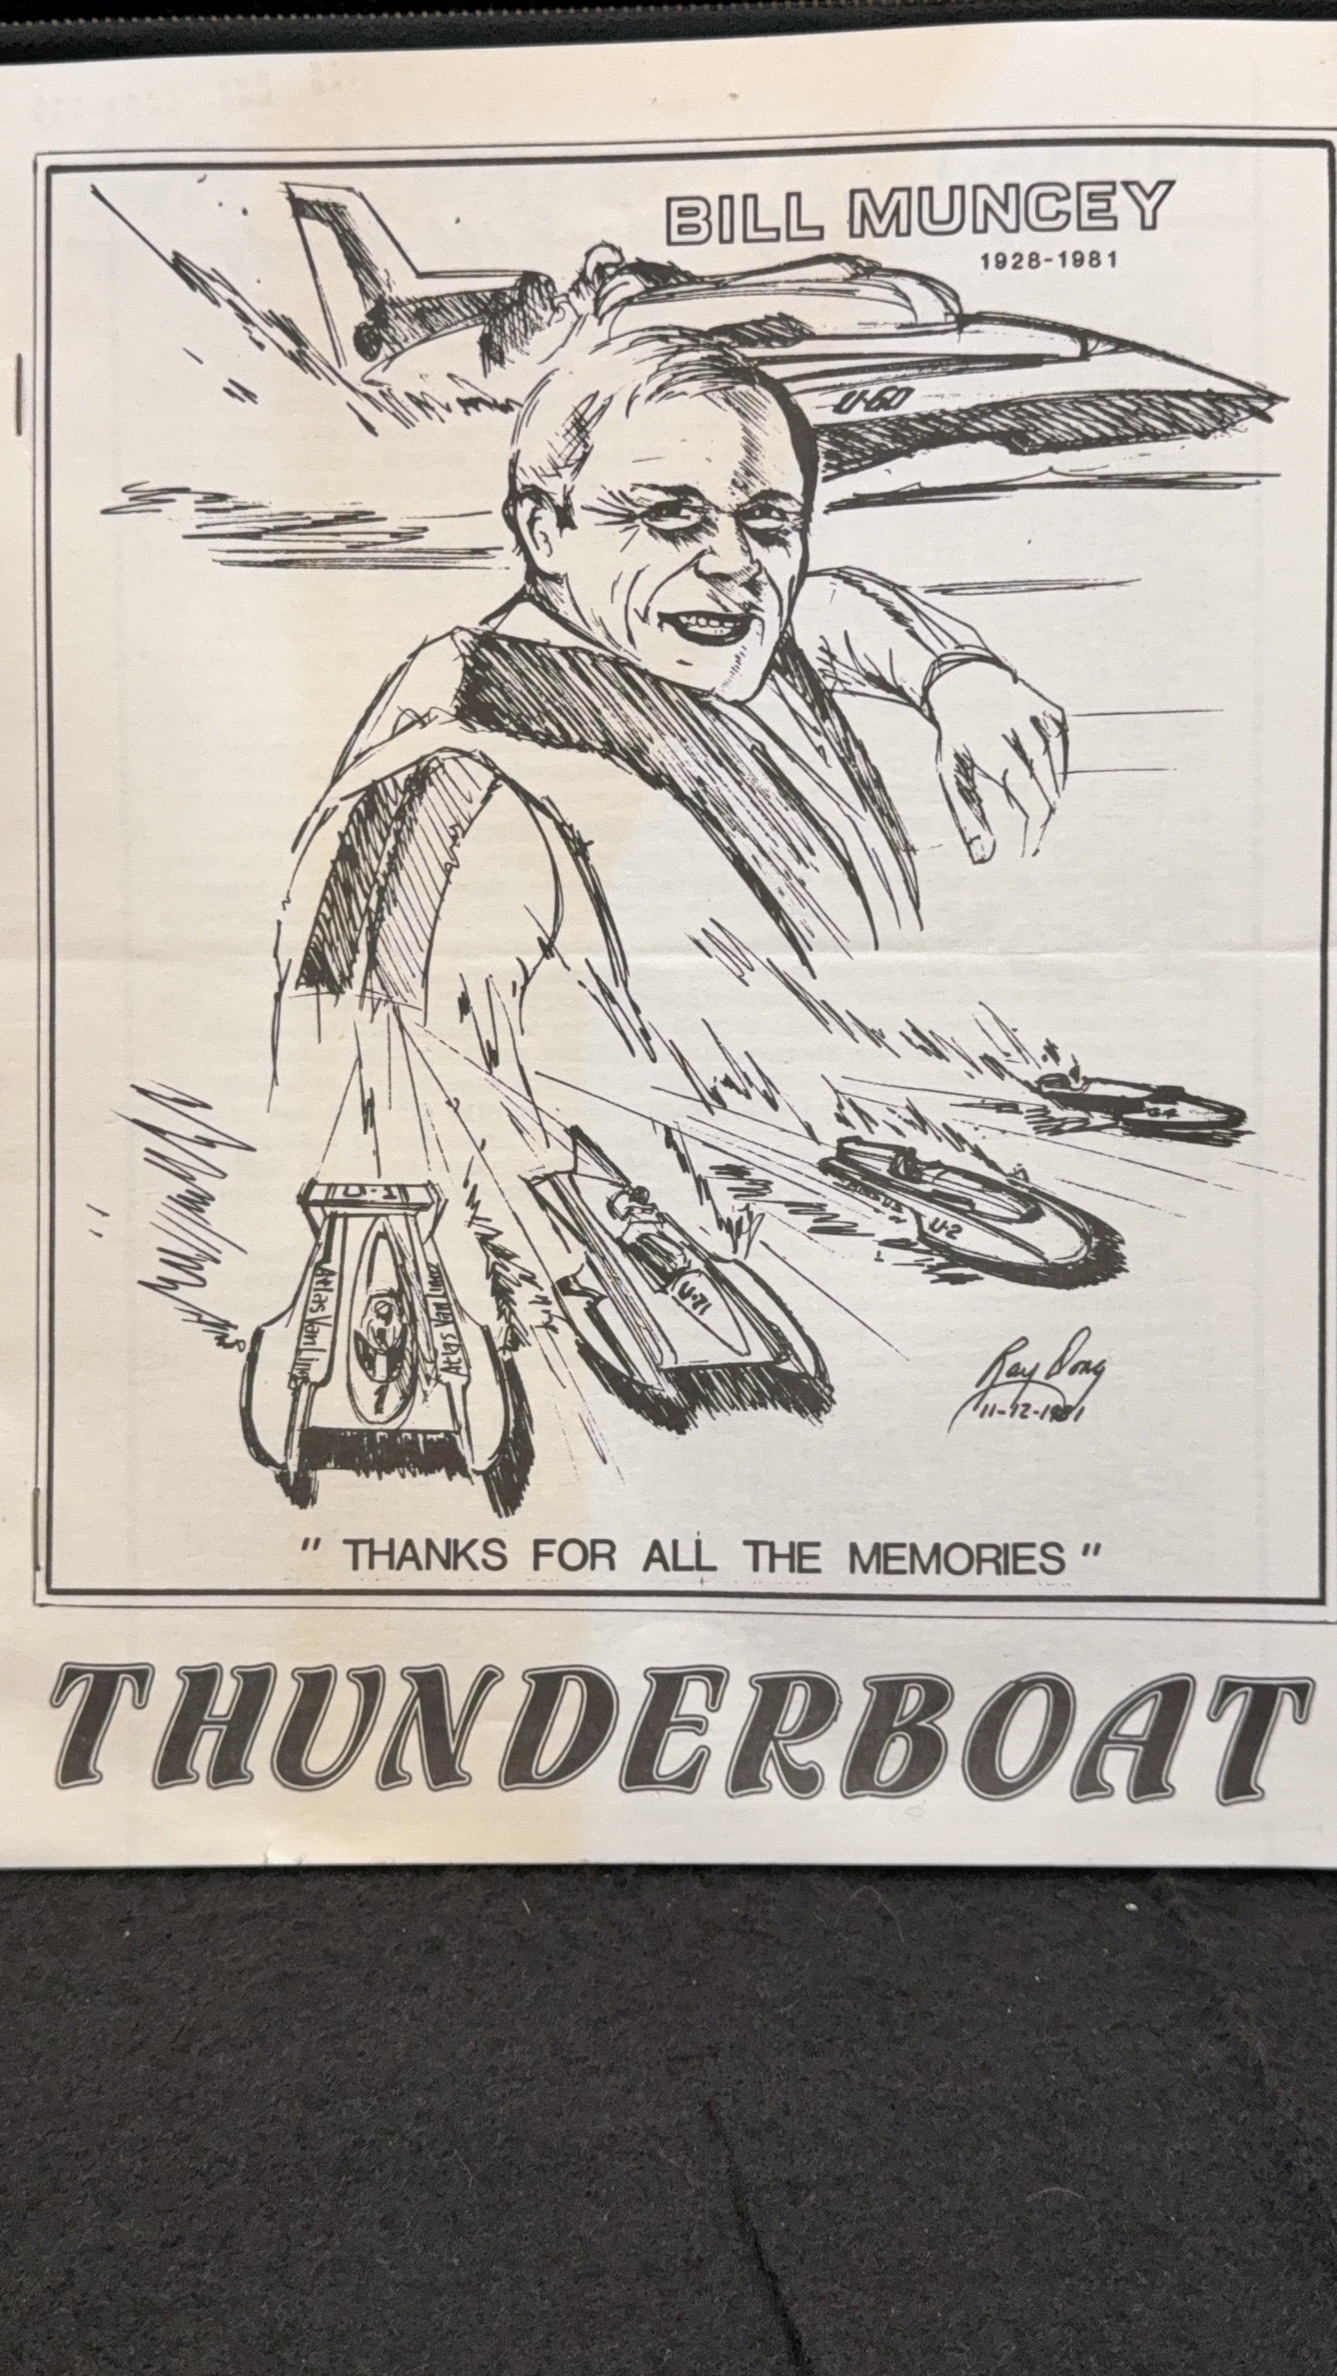 BILL MUNCEY
1928-1981
U-60
U-2
U-1
U-71
Atlas Van Lines
Atlas Van Lines
Ray Dong
11-12-1981
" THANKS FOR ALL THE MEMORIES "
THUNDERBOAT